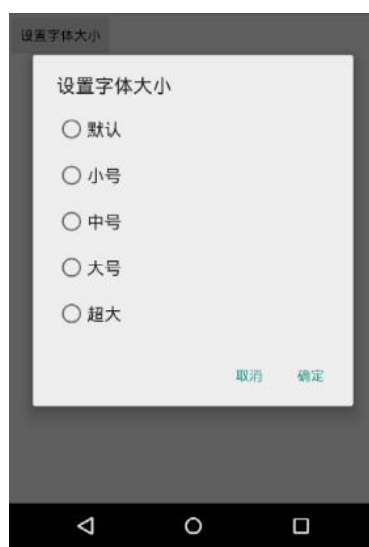 设置字体大小
设置字体大小
默认
小号
中号
大号
超大
取消 确定